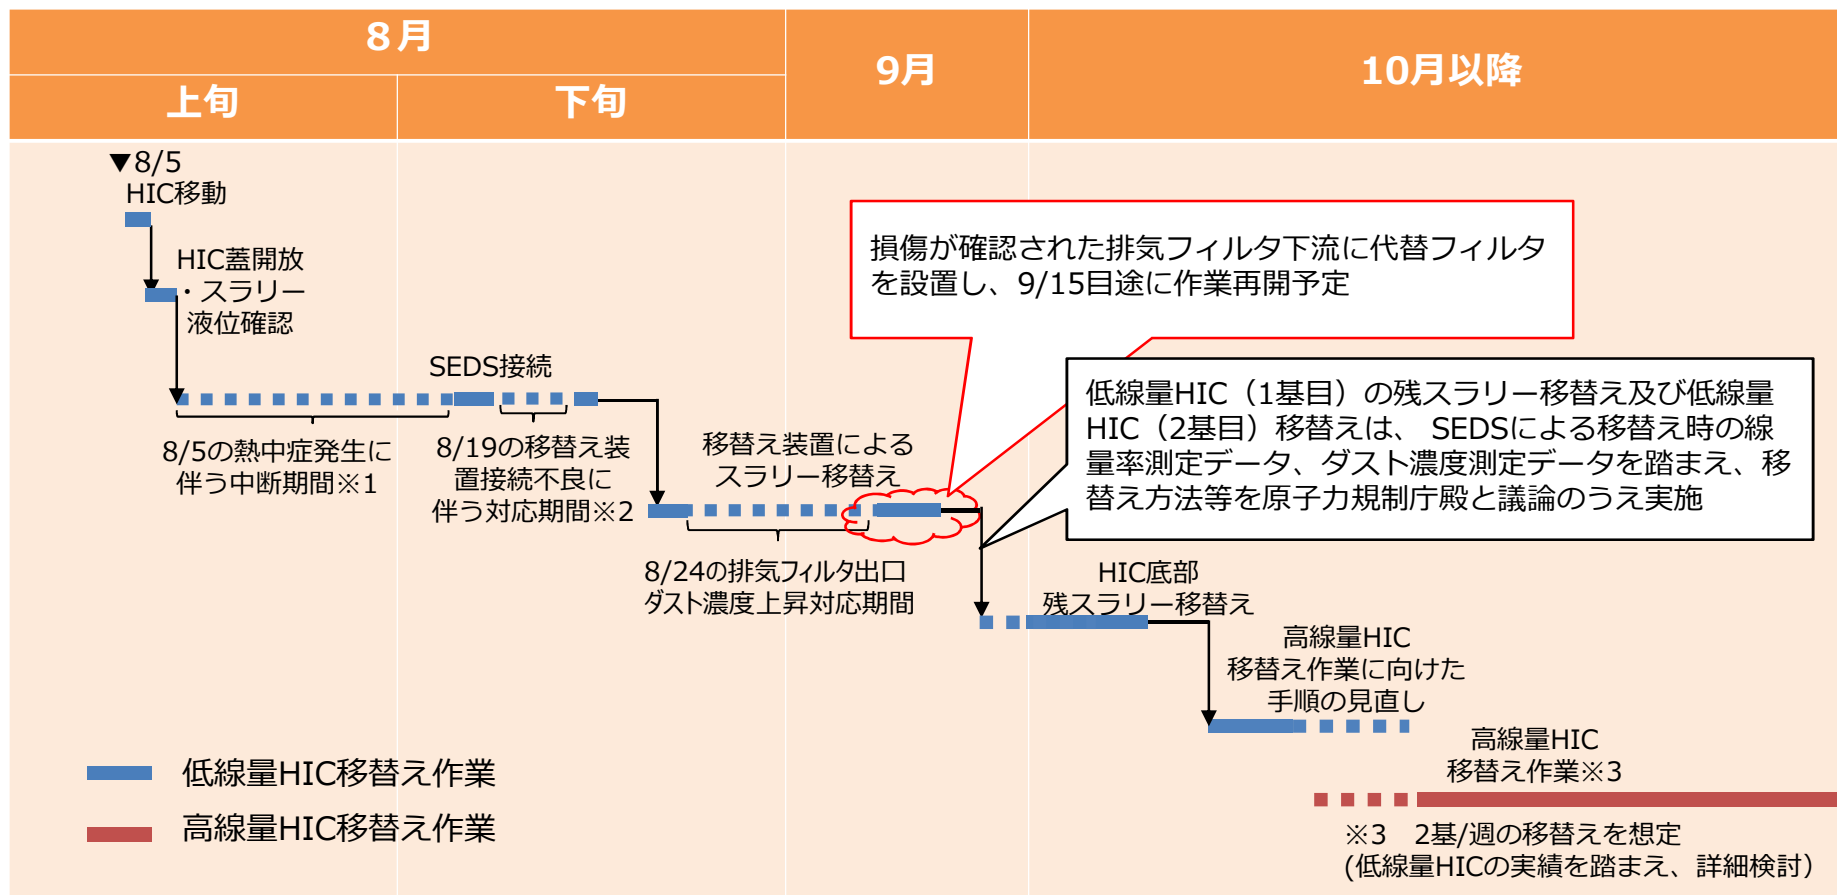 8月
9月
10月以降
上旬
下旬
▼8/5
HIC移動
HIC蓋開放
・スラリー
液位確認
SEDS接続
8/5の熱中症発生に
伴う中断期間※1
8/19の移替え装
置接続不良に
伴う対応期間※2
移替え装置による
スラリー移替え
8/24の排気フィルタ出口
ダスト濃度上昇対応期間
損傷が確認された排気フィルタ下流に代替フィルタ
を設置し、9/15目途に作業再開予定
低線量HIC（1基目）の残スラリー移替え及び低線量
HIC（2基目）移替えは、 SEDSによる移替え時の線
量率測定データ、ダスト濃度測定データを踏まえ、移
替え方法等を原子力規制庁殿と議論のうえ実施
HIC底部
残スラリー移替え
高線量HIC
移替え作業に向けた
手順の見直し
高線量HIC
移替え作業※3
※3　2基/週の移替えを想定
(低線量HICの実績を踏まえ、詳細検討）
低線量HIC移替え作業
高線量HIC移替え作業